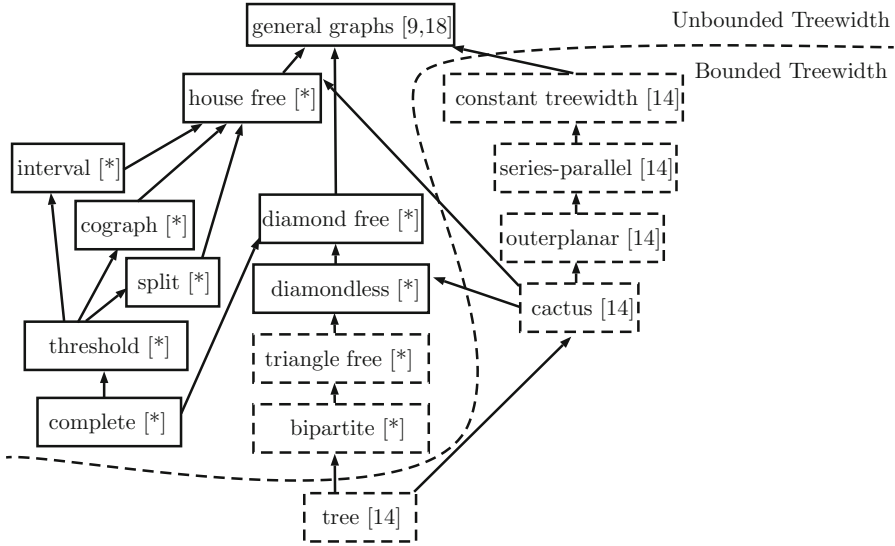 general graphs [9,18]
Unbounded Treewidth
Bounded Treewidth
house free [*]
constant treewidth [14]
interval [*]
series-parallel [14]
cograph [*]
diamond free [*]
outerplanar [14]
split [*]
diamondless [*]
cactus [14]
threshold [*]
triangle free [*]
complete [*]
bipartite [*]
tree [14]